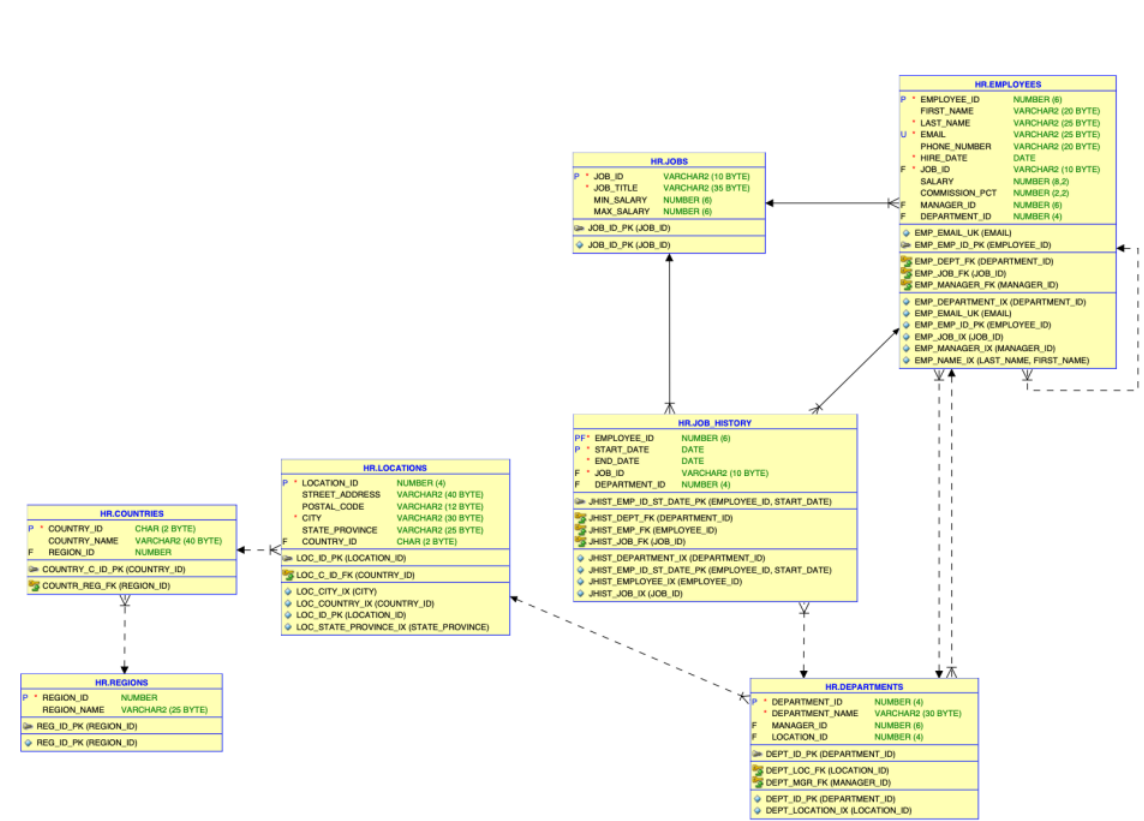 HR.EMPLOYEES
P * EMPLOYEE_ID NUMBER (6)
FIRST_NAME VARCHAR2 (20 BYTE)
* LAST_NAME VARCHAR2 (25 BYTE)
U * EMAIL VARCHAR2 (25 BYTE)
PHONE_NUMBER VARCHAR2 (20 BYTE)
* HIRE_DATE DATE
F * JOB_ID VARCHAR2 (10 BYTE)
SALARY NUMBER (8,2)
COMMISSION_PCT NUMBER (2,2)
F MANAGER_ID NUMBER (6)
F DEPARTMENT_ID NUMBER (4)
EMP_EMAIL_UK (EMAIL)
EMP_EMP_ID_PK (EMPLOYEE_ID)
EMP_DEPT_FK (DEPARTMENT_ID)
EMP_JOB_FK (JOB_ID)
EMP_MANAGER_FK (MANAGER_ID)
EMP_DEPARTMENT_IX (DEPARTMENT_ID)
EMP_EMAIL_UK (EMAIL)
EMP_EMP_ID_PK (EMPLOYEE_ID)
EMP_JOB_IX (JOB_ID)
EMP_MANAGER_IX (MANAGER_ID)
EMP_NAME_IX (LAST_NAME, FIRST_NAME)
HR.JOBS
P * JOB_ID VARCHAR2 (10 BYTE)
* JOB_TITLE VARCHAR2 (35 BYTE)
MIN_SALARY NUMBER (6)
MAX_SALARY NUMBER (6)
JOB_ID_PK (JOB_ID)
JOB_ID_PK (JOB_ID)
HR.JOB_HISTORY
PF * EMPLOYEE_ID NUMBER (6)
P * START_DATE DATE
* END_DATE DATE
F * JOB_ID VARCHAR2 (10 BYTE)
F DEPARTMENT_ID NUMBER (4)
JHIST_EMP_ID_ST_DATE_PK (EMPLOYEE_ID, START_DATE)
JHIST_DEPT_FK (DEPARTMENT_ID)
JHIST_EMP_FK (EMPLOYEE_ID)
JHIST_JOB_FK (JOB_ID)
JHIST_DEPARTMENT_IX (DEPARTMENT_ID)
JHIST_EMP_ID_ST_DATE_PK (EMPLOYEE_ID, START_DATE)
JHIST_EMPLOYEE_IX (EMPLOYEE_ID)
JHIST_JOB_IX (JOB_ID)
HR.LOCATIONS
P * LOCATION_ID NUMBER (4)
STREET_ADDRESS VARCHAR2 (40 BYTE)
POSTAL_CODE VARCHAR2 (12 BYTE)
* CITY VARCHAR2 (30 BYTE)
STATE_PROVINCE VARCHAR2 (25 BYTE)
F COUNTRY_ID CHAR (2 BYTE)
LOC_ID_PK (LOCATION_ID)
LOC_C_ID_FK (COUNTRY_ID)
LOC_CITY_IX (CITY)
LOC_COUNTRY_IX (COUNTRY_ID)
LOC_ID_PK (LOCATION_ID)
LOC_STATE_PROVINCE_IX (STATE_PROVINCE)
HR.COUNTRIES
P * COUNTRY_ID CHAR (2 BYTE)
COUNTRY_NAME VARCHAR2 (40 BYTE)
F REGION_ID NUMBER
COUNTRY_C_ID_PK (COUNTRY_ID)
COUNTR_REG_FK (REGION_ID)
HR.REGIONS
P * REGION_ID NUMBER
REGION_NAME VARCHAR2 (25 BYTE)
REG_ID_PK (REGION_ID)
REG_ID_PK (REGION_ID)
HR.DEPARTMENTS
P * DEPARTMENT_ID NUMBER (4)
* DEPARTMENT_NAME VARCHAR2 (30 BYTE)
F MANAGER_ID NUMBER (6)
F LOCATION_ID NUMBER (4)
DEPT_ID_PK (DEPARTMENT_ID)
DEPT_LOC_FK (LOCATION_ID)
DEPT_MGR_FK (MANAGER_ID)
DEPT_ID_PK (DEPARTMENT_ID)
DEPT_LOCATION_IX (LOCATION_ID)